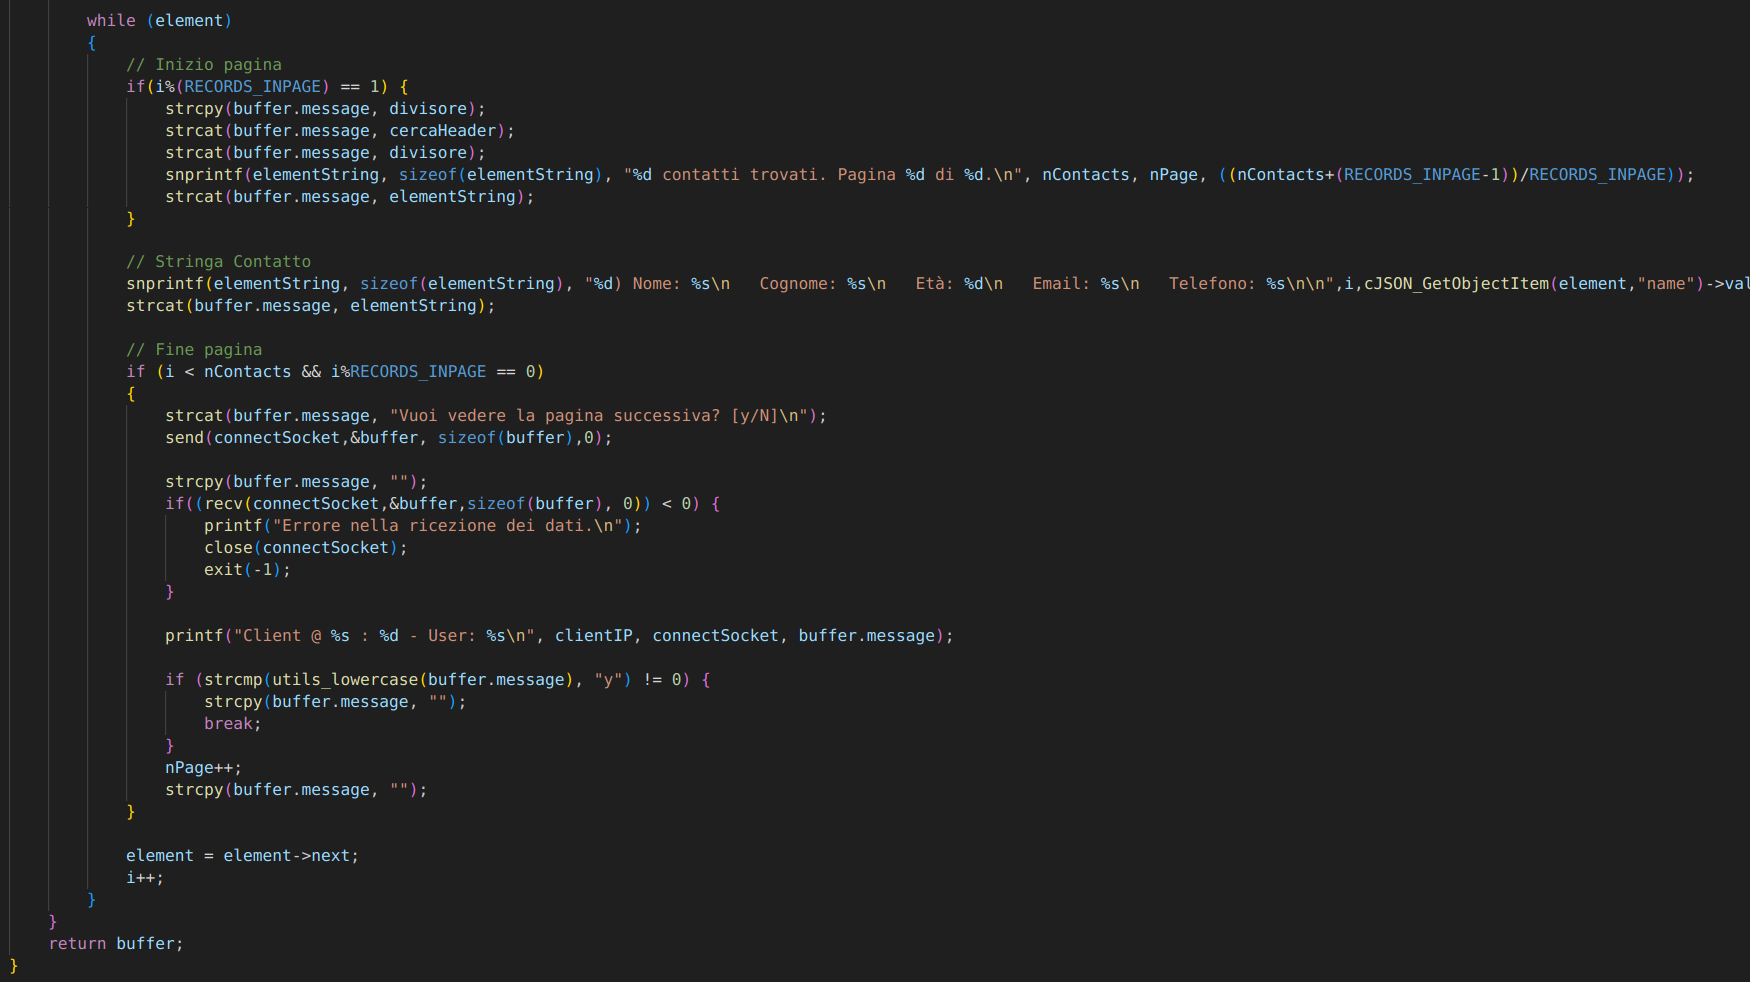 while (element)
{
// Inizio pagina
if(i%(RECORDS_INPAGE) == 1) {
strcpy(buffer.message, divisore);
strcat(buffer.message, cercaHeader);
strcat(buffer.message, divisore);
snprintf(elementString, sizeof(elementString), "%d contatti trovati. Pagina %d di %d.\n", nContacts, nPage, ((nContacts+(RECORDS_INPAGE-1))/RECORDS_INPAGE));
strcat(buffer.message, elementString);
}
// Stringa Contatto
snprintf(elementString, sizeof(elementString), "%d) Nome: %s\n   Cognome: %s\n   Età: %d\n   Email: %s\n   Telefono: %s\n\n",i,cJSON_GetObjectItem(element,"name")->val
strcat(buffer.message, elementString);
// Fine pagina
if (i < nContacts && i%RECORDS_INPAGE == 0)
{
strcat(buffer.message, "Vuoi vedere la pagina successiva? [y/N]\n");
send(connectSocket,&buffer, sizeof(buffer),0);
strcpy(buffer.message, "");
if((recv(connectSocket,&buffer,sizeof(buffer), 0)) < 0) {
printf("Errore nella ricezione dei dati.\n");
close(connectSocket);
exit(-1);
}
printf("Client @ %s : %d - User: %s\n", clientIP, connectSocket, buffer.message);
if (strcmp(utils_lowercase(buffer.message), "y") != 0) {
strcpy(buffer.message, "");
break;
}
nPage++;
strcpy(buffer.message, "");
}
element = element->next;
i++;
}
}
return buffer;
}